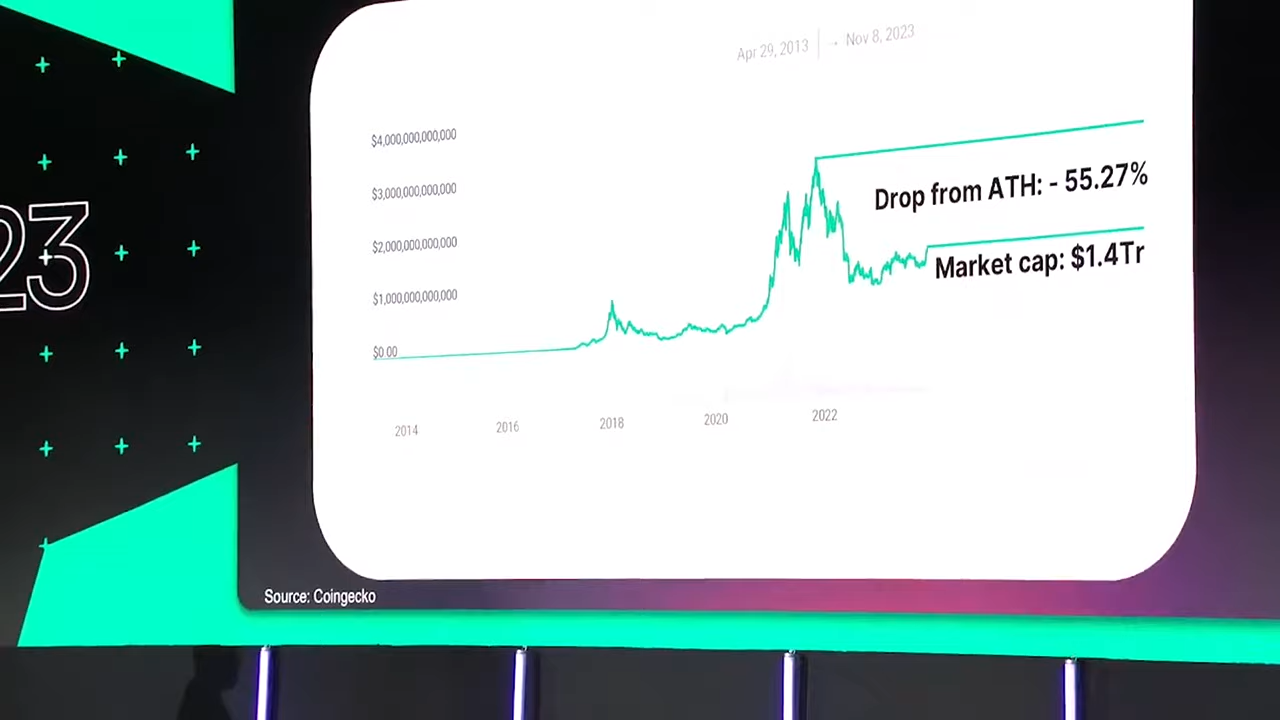 Apr 29, 2013 → Nov 8, 2023
$4,000,000,000,000
$3,000,000,000,000
$2,000,000,000,000
$1,000,000,000,000
$0.00
Drop from ATH: - 55.27%
Market cap: $1.4Tr
2014 2016 2018 2020 2022
23
Source: Coingecko